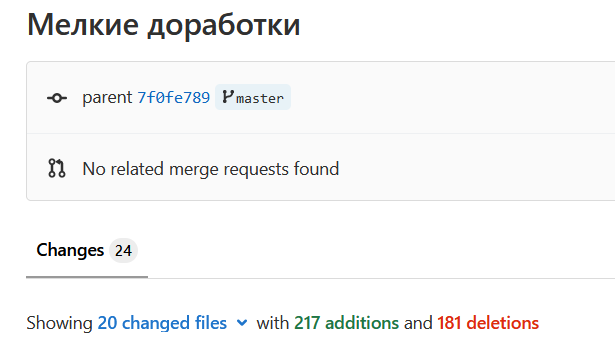 Мелкие доработки
parent 7f0fe789 master
No related merge requests found
Changes 24
Showing 20 changed files with 217 additions and 181 deletions